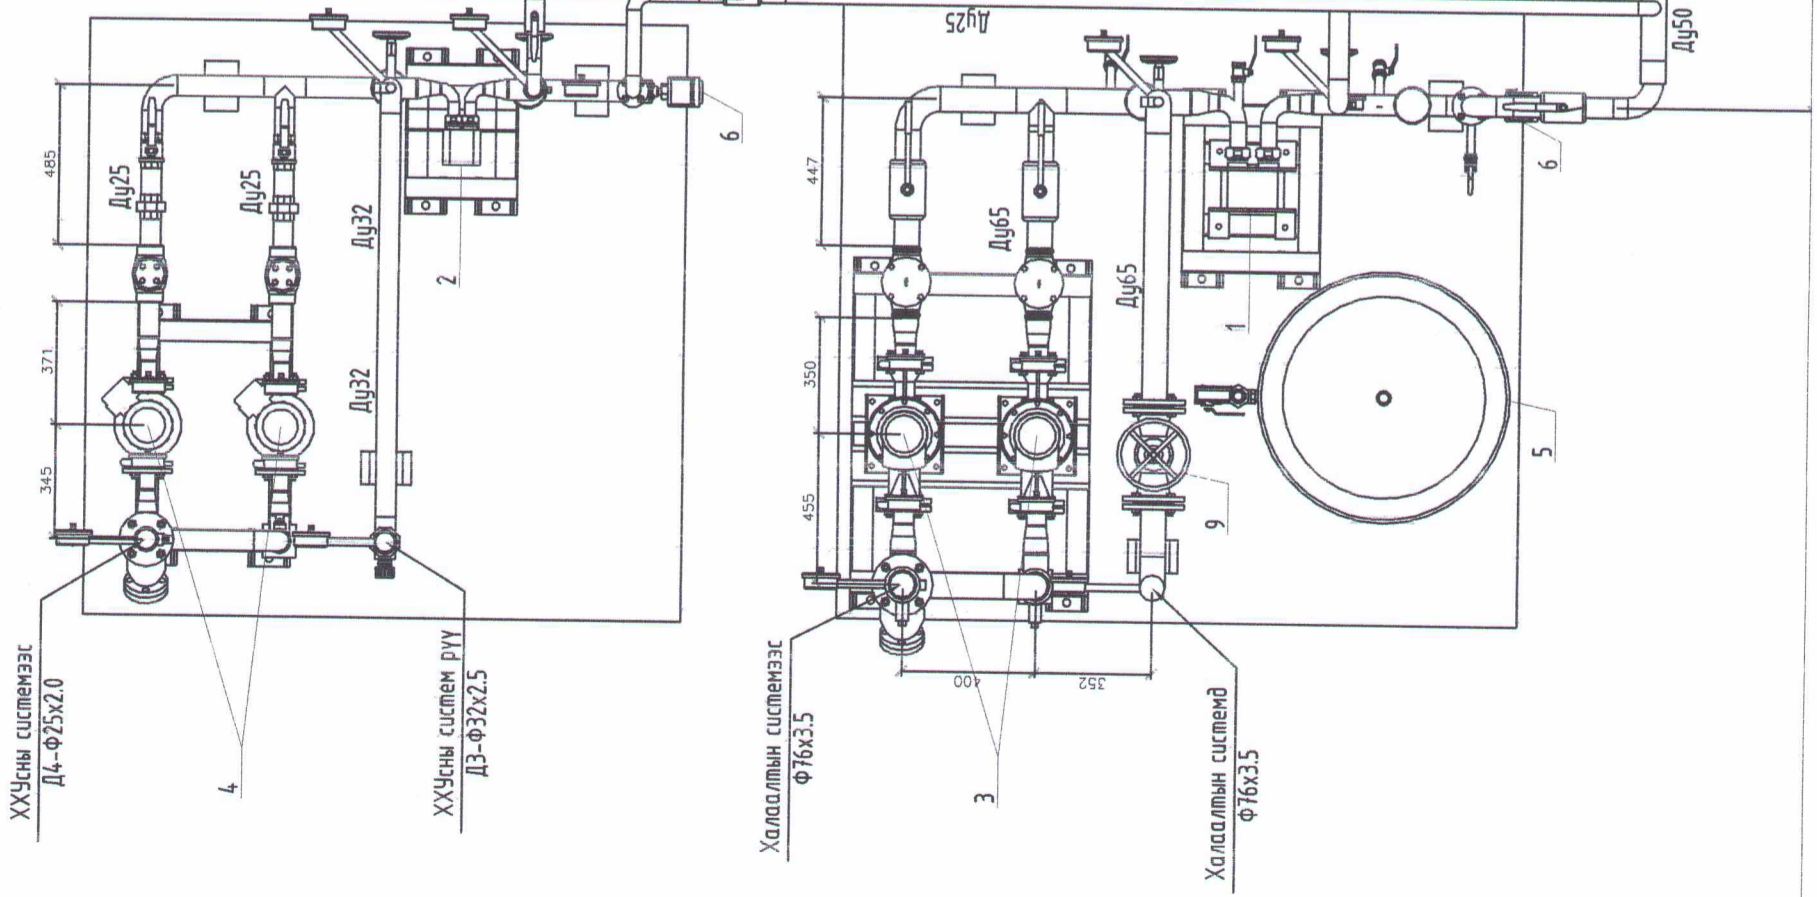 ХХУсны системээс
Д4-Ф25х2.0
4
ХХУсны систем рүү
Д3-Ф32х2.5
345
371
485
Ду25
Ду25
Ду32
Ду32
2
6
Халаалтын системээс
Ф76х3.5
3
Халаалтын системд
Ф76х3.5
455
350
447
400
352
Ду65
Ду65
1
9
5
6
Ду25
Ду50